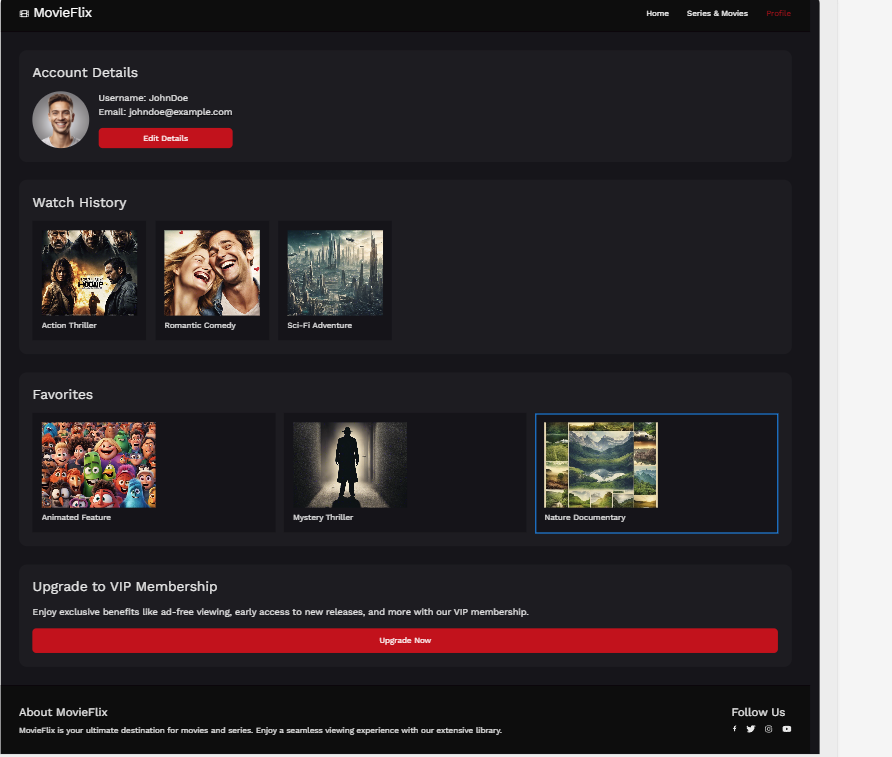 MovieFlix
Home Series & Movies Profile
Account Details
Username: JohnDoe
Email: johndoe@example.com
Edit Details
Watch History
Action Thriller Romantic Comedy Sci-Fi Adventure
Favorites
Animated Feature Mystery Thriller Nature Documentary
Upgrade to VIP Membership
Enjoy exclusive benefits like ad-free viewing, early access to new releases, and more with our VIP membership.
Upgrade Now
About MovieFlix
MovieFlix is your ultimate destination for movies and series. Enjoy a seamless viewing experience with our extensive library.
Follow Us